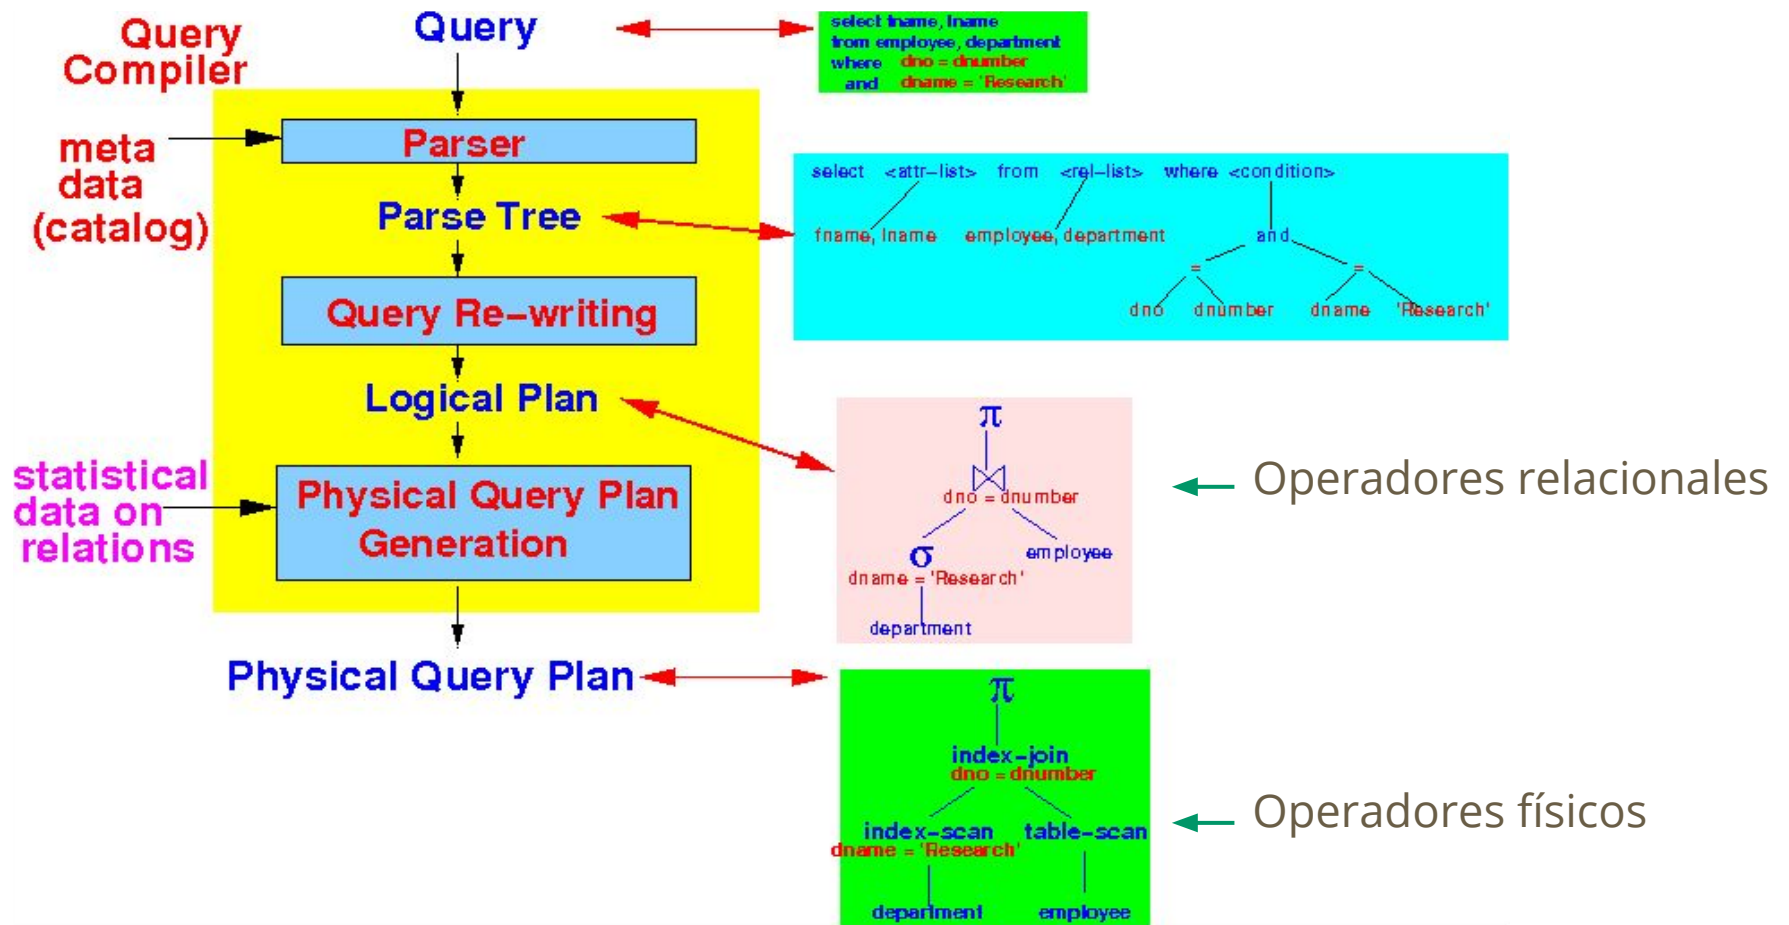 Query
Compiler
Query
select fname, lname
from employee, department
where dno = dnumber
and dname = 'Research'
meta
data
(catalog)
Parser
Parse Tree
select <attr-list> from <rel-list> where <condition>
fname, lname employee, department and
= =
dno dnumber dname 'Research'
Query Re-writing
Logical Plan
π
⋈
dno = dnumber
σ employee
dname = 'Research'
department
Operadores relacionales
statistical
data on
relations
Physical Query Plan
Generation
Physical Query Plan
π
index-join
dno = dnumber
index-scan table-scan
dname = 'Research'
department employee
Operadores físicos